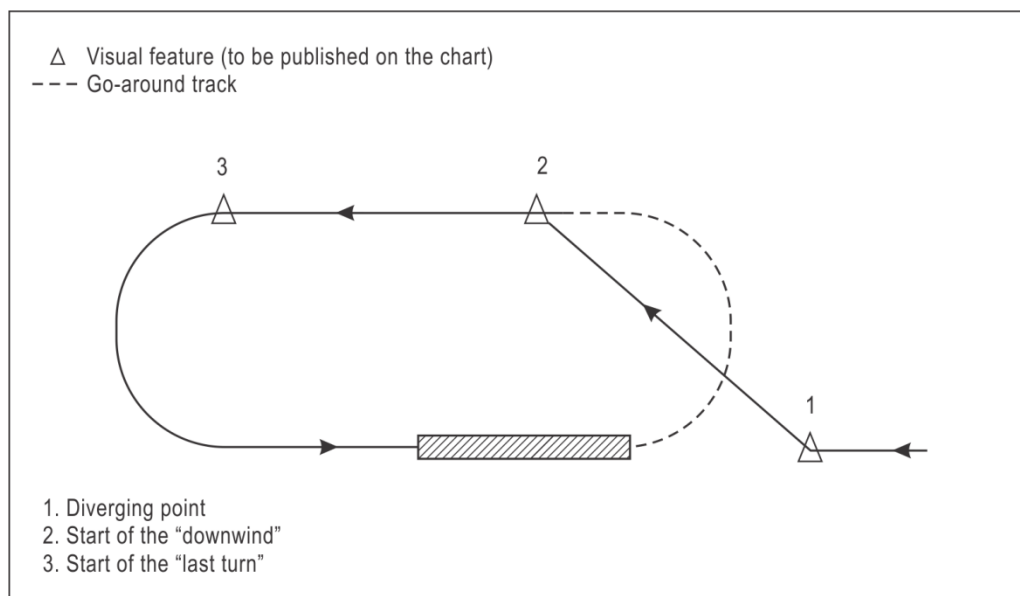 Visual feature (to be published on the chart)
Go-around track
3
2
1
1. Diverging point
2. Start of the “downwind”
3. Start of the “last turn”